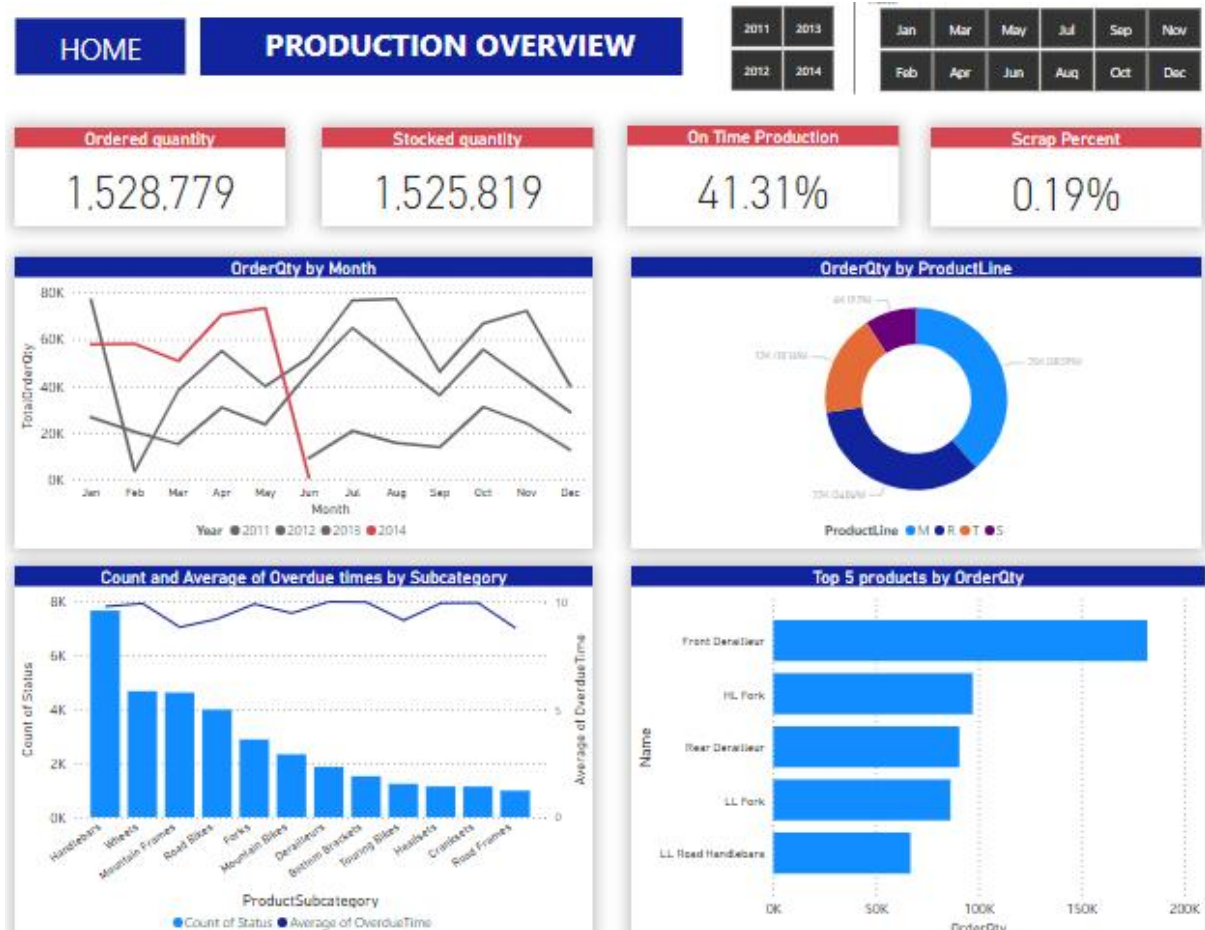 HOME
PRODUCTION OVERVIEW
2011 2013
2012 2014
Jan Mar May Jul Sep Nov
Feb Apr Jun Aug Oct Dec
Ordered quantity
1,528,779
Stocked quantity
1,525,819
On Time Production
41.31%
Scrap Percent
0.19%
OrderQty by Month
80K
60K
40K
20K
0K
TotalOrderQty
Jan Feb Mar Apr May Jun Jul Aug Sep Oct Nov Dec
Month
Year 2011 2012 2013 2014
OrderQty by ProductLine
ProductLine M R T S
Count and Average of Overdue times by Subcategory
8K
6K
4K
2K
0K
Count of Status
10
5
0
Average of OverdueTime
Handlebars
Wheels
Mountain Frames
Road Bikes
Forks
Mountain Bikes
Derailleurs
Bottom Brackets
Touring Bikes
Headsets
Cranksets
Road Frames
ProductSubcategory
Count of Status Average of OverdueTime
Top 5 products by OrderQty
Name
Front Derailleur
HL Fork
Rear Derailleur
LL Fork
LL Road Handlebars
0K 50K 100K 150K 200K
OrderQty